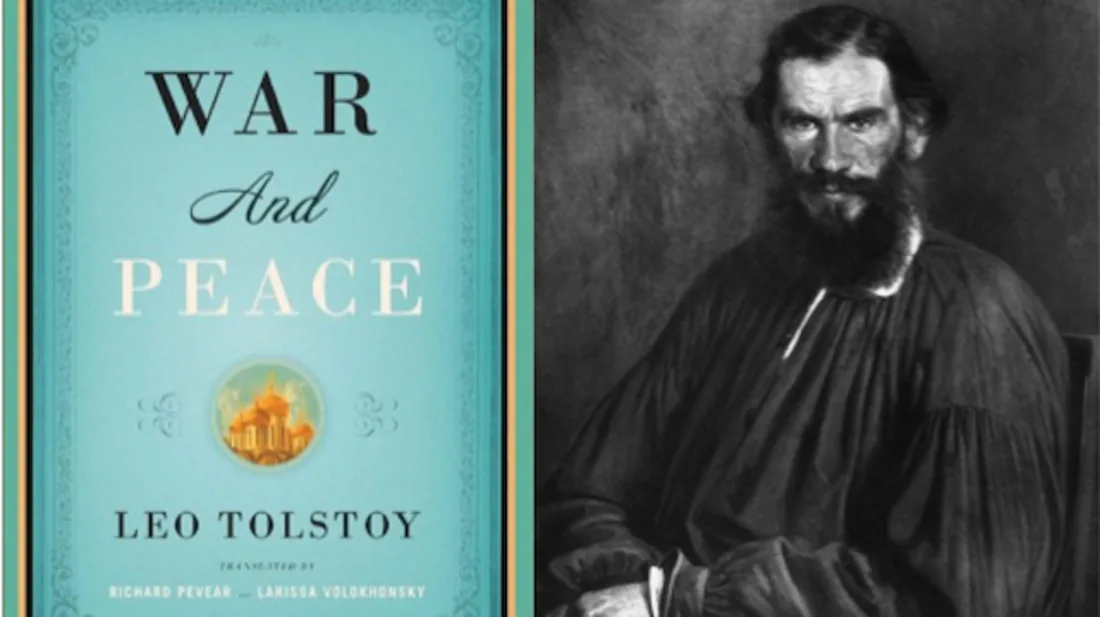 WAR
And
PEACE
LEO TOLSTOY
TRANSLATED BY
RICHARD PEVEAR — LARISSA VOLOKHONSKY